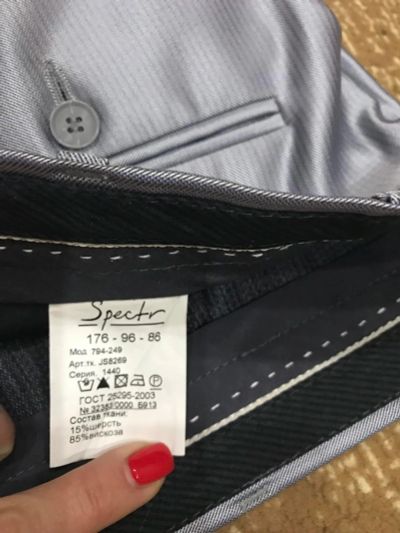 Spectr
176 - 96 - 86
Мод. 794-249
Арт.тк. JS8269
Серия. 1440
ГОСТ 25295-2003
Состав ткани:
15%шерсть
85%вискоза